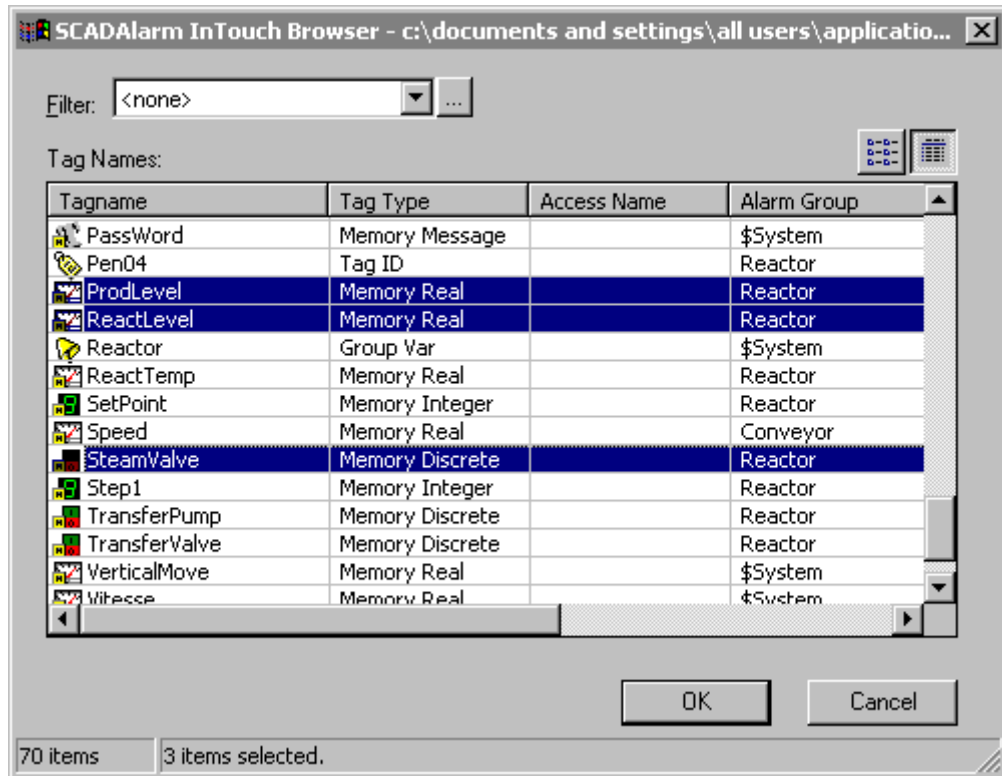 SCADAlarm InTouch Browser - c:\documents and settings\all users\applicatio...
Filter: <none> ...
Tag Names:
Tagname Tag Type Access Name Alarm Group
PassWord Memory Message $System
Pen04 Tag ID Reactor
ProdLevel Memory Real Reactor
ReactLevel Memory Real Reactor
Reactor Group Var $System
ReactTemp Memory Real Reactor
SetPoint Memory Integer Reactor
Speed Memory Real Conveyor
SteamValve Memory Discrete Reactor
Step1 Memory Integer Reactor
TransferPump Memory Discrete Reactor
TransferValve Memory Discrete Reactor
VerticalMove Memory Real $System
Vitesse Memory Real $System
OK Cancel
70 items 3 items selected.